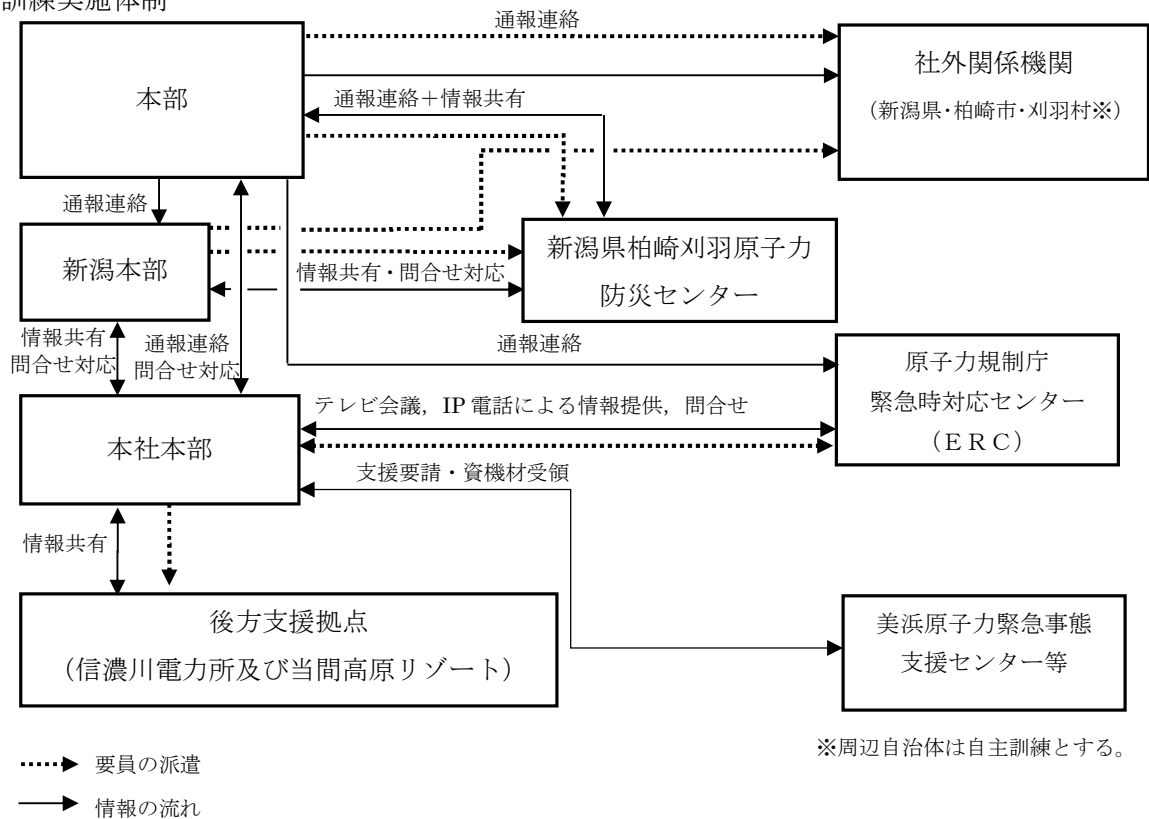 訓練実施体制
通報連絡
本部
社外関係機関
（新潟県・柏崎市・刈羽村※）
通報連絡＋情報共有
通報連絡
新潟本部
新潟県柏崎刈羽原子力
防災センター
情報共有・問合せ対応
情報共有
問合せ対応
通報連絡
問合せ対応
通報連絡
原子力規制庁
緊急時対応センター
（ＥＲＣ）
テレビ会議，IP 電話による情報提供，問合せ
本社本部
支援要請・資機材受領
情報共有
後方支援拠点
（信濃川電力所及び当間高原リゾート）
美浜原子力緊急事態
支援センター等
※周辺自治体は自主訓練とする。
要員の派遣
情報の流れ